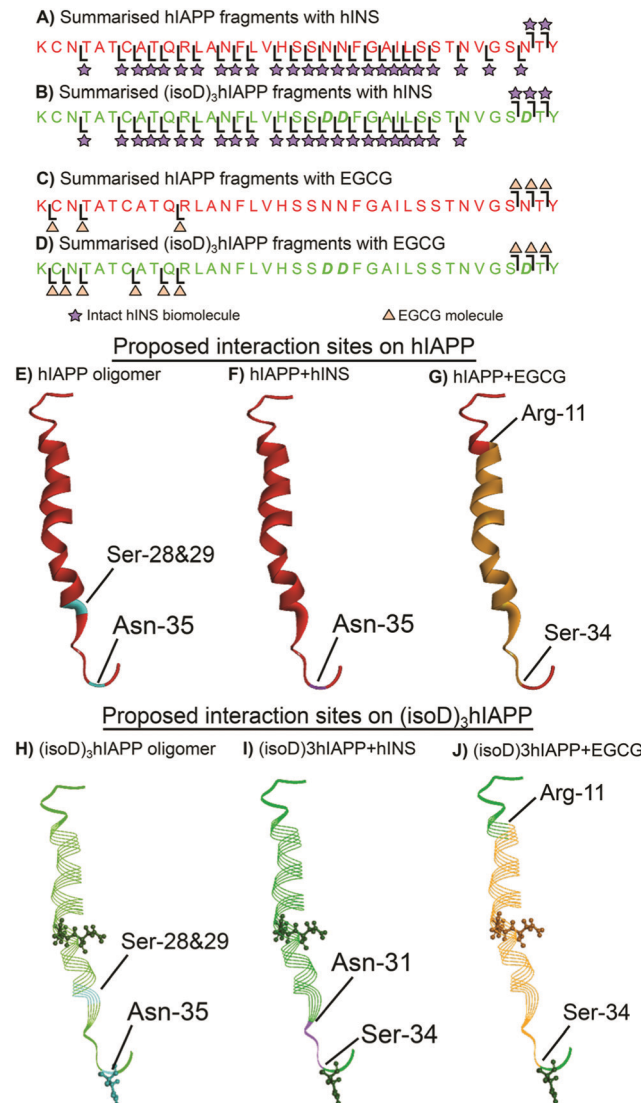 A) Summarised hIAPP fragments with hINS
KCNTATCATQRLANFLVHSSNNFGAILSSTNVGSNTY
B) Summarised (isoD)₃hIAPP fragments with hINS
KCNTATCATQRLANFLVHSSDDFGAILSSTNVGSDTY
C) Summarised hIAPP fragments with EGCG
KCNTATCATQRLANFLVHSSNNFGAILSSTNVGSNTY
D) Summarised (isoD)₃hIAPP fragments with EGCG
KCNTATCATQRLANFLVHSSDDFGAILSSTNVGSDTY
Intact hINS biomolecule EGCG molecule
Proposed interaction sites on hIAPP
E) hIAPP oligomer F) hIAPP+hINS G) hIAPP+EGCG
Arg-11
Ser-28&29
Asn-35 Asn-35 Ser-34
Proposed interaction sites on (isoD)₃hIAPP
H) (isoD)₃hIAPP oligomer I) (isoD)3hIAPP+hINS J) (isoD)3hIAPP+EGCG
Arg-11
Ser-28&29 Asn-31
Asn-35 Ser-34 Ser-34